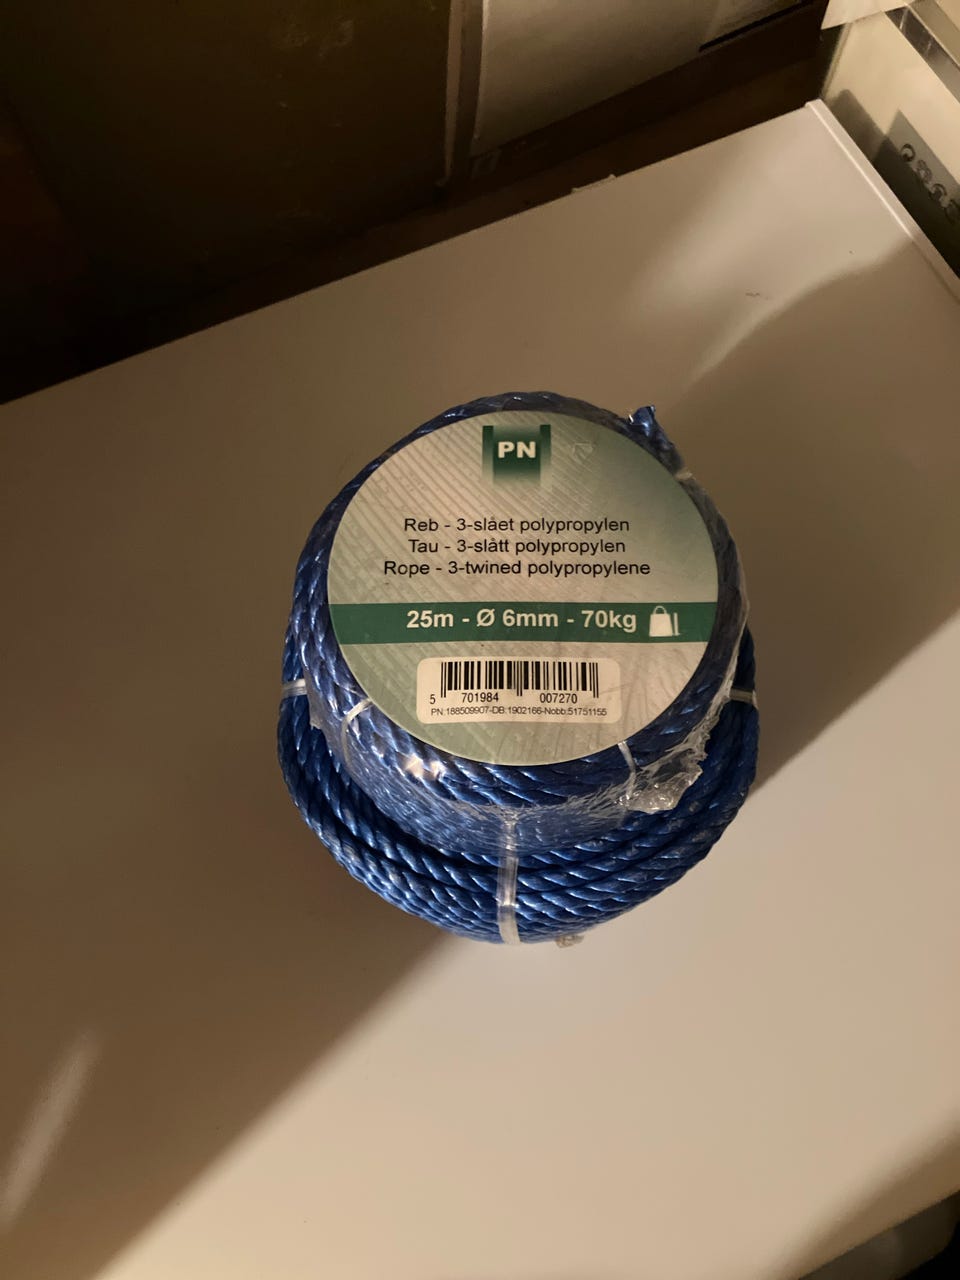 PN
Reb - 3-slået polypropylen
Tau - 3-slått polypropylen
Rope - 3-twined polypropylene
25m - Ø 6mm - 70kg
5 701984 007270
PN:188509907-DB:1902166-Nobb:51751155